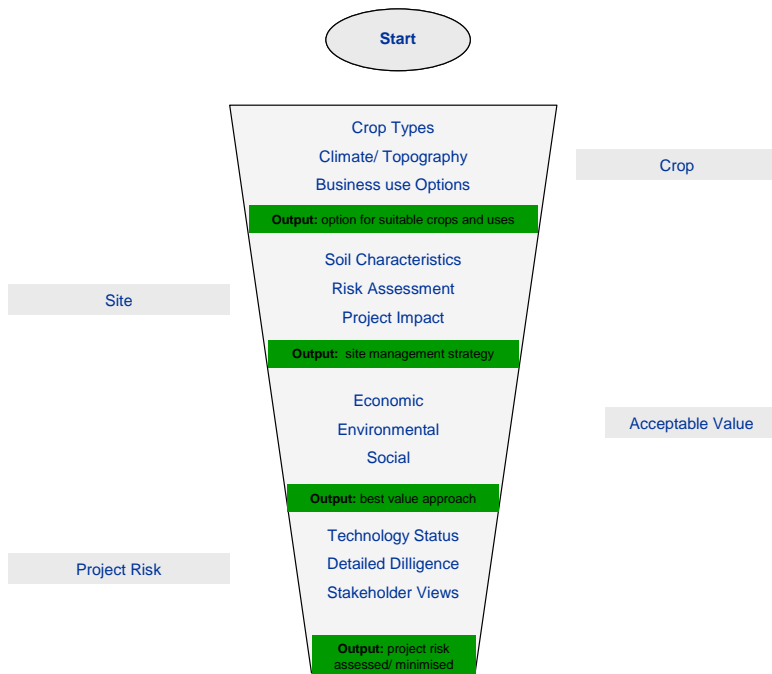 Start
Crop Types
Climate/ Topography
Business use Options
Crop
Output: option for suitable crops and uses
Soil Characteristics
Site
Risk Assessment
Project Impact
Output: site management strategy
Economic
Environmental
Acceptable Value
Social
Output: best value approach
Technology Status
Detailed Dilligence
Project Risk
Stakeholder Views
Output: project risk
assessed/ minimised